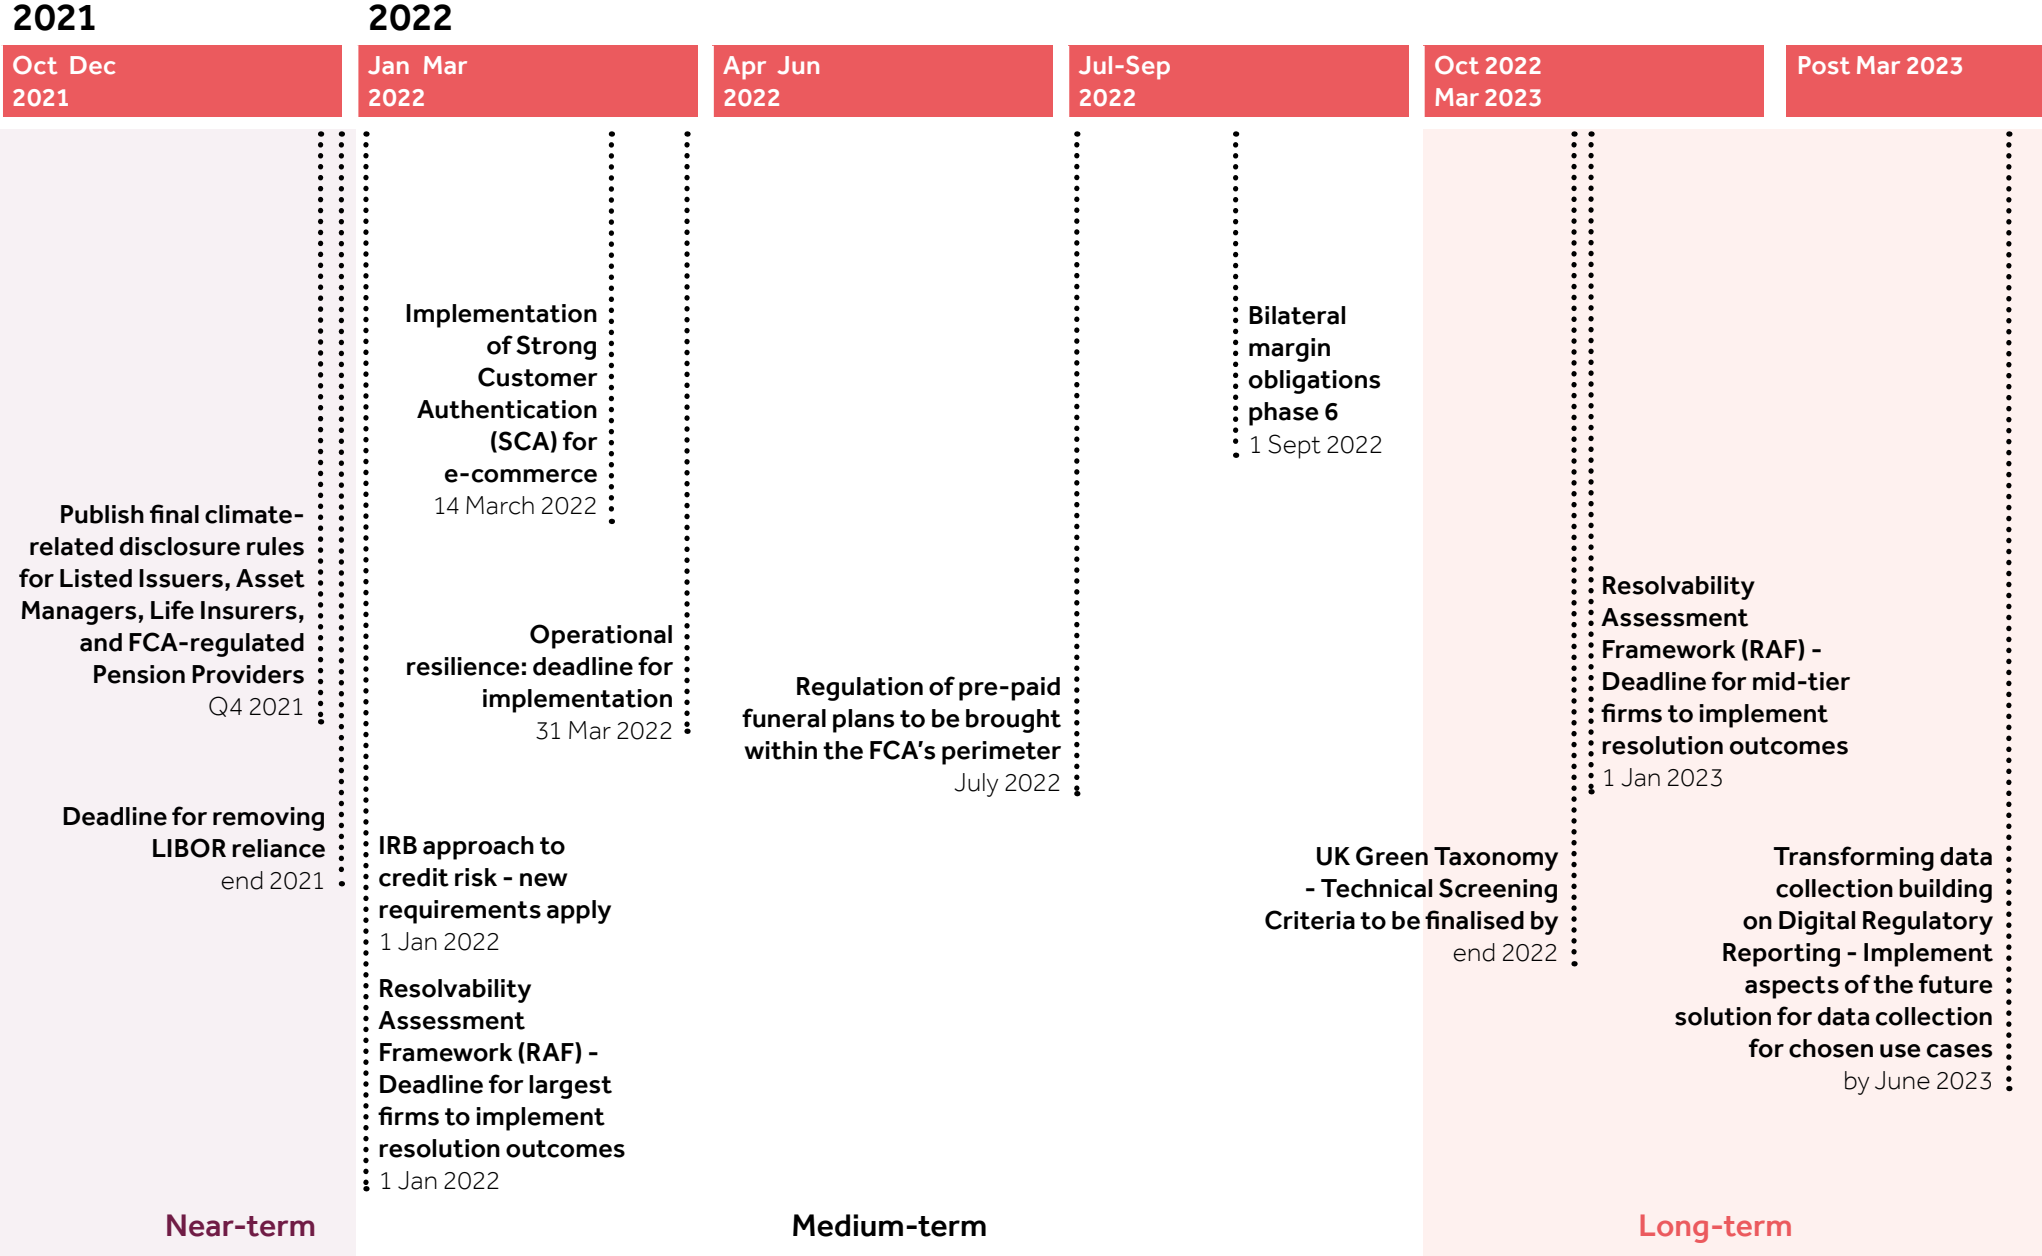 2021
2022
Oct Dec
2021
Jan Mar
2022
Apr Jun
2022
Jul-Sep
2022
Oct 2022
Mar 2023
Post Mar 2023
Publish final climate-
related disclosure rules
for Listed Issuers, Asset
Managers, Life Insurers,
and FCA-regulated
Pension Providers
Q4 2021
Deadline for removing
LIBOR reliance
end 2021
Implementation
of Strong
Customer
Authentication
(SCA) for
e-commerce
14 March 2022
Operational
resilience: deadline for
implementation
31 Mar 2022
IRB approach to
credit risk - new
requirements apply
1 Jan 2022
Resolvability
Assessment
Framework (RAF) -
Deadline for largest
firms to implement
resolution outcomes
1 Jan 2022
Regulation of pre-paid
funeral plans to be brought
within the FCA's perimeter
July 2022
Bilateral
margin
obligations
phase 6
1 Sept 2022
UK Green Taxonomy
- Technical Screening
Criteria to be finalised by
end 2022
Resolvability
Assessment
Framework (RAF) -
Deadline for mid-tier
firms to implement
resolution outcomes
1 Jan 2023
Transforming data
collection building
on Digital Regulatory
Reporting - Implement
aspects of the future
solution for data collection
for chosen use cases
by June 2023
Near-term
Medium-term
Long-term